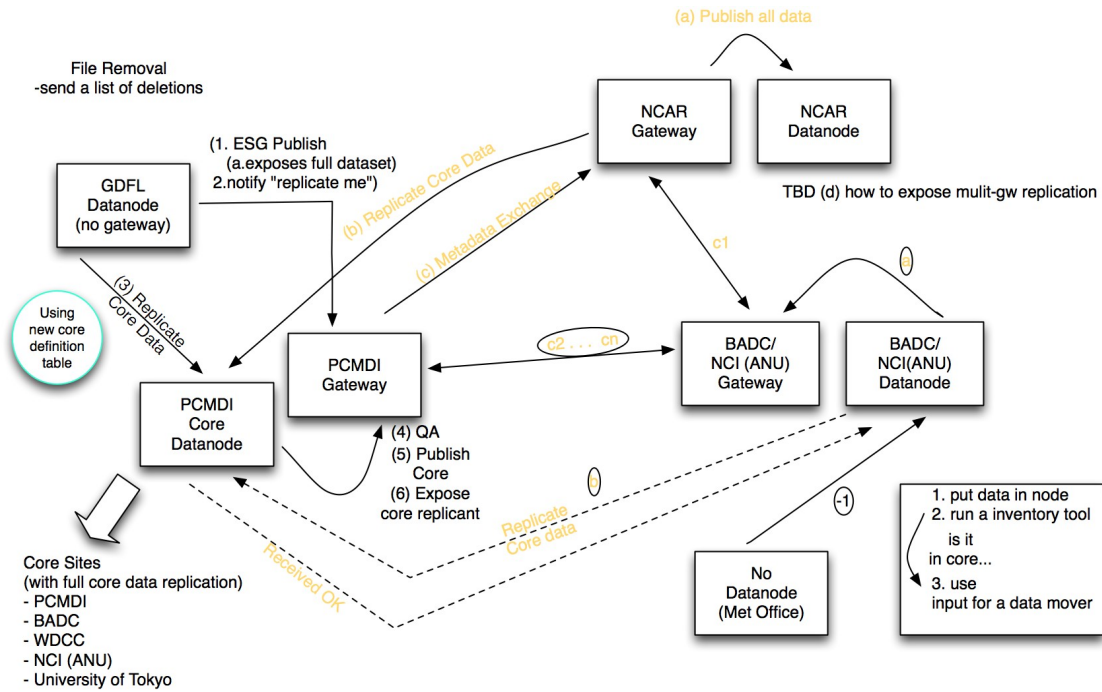 (a) Publish all data
File Removal
-send a list of deletions
NCAR
Gateway
NCAR
Datanode
(1. ESG Publish
(a.exposes full dataset)
2.notify "replicate me")
GDFL
Datanode
(no gateway)
(b) Replicate Core Data
(c) Metadata Exchange
TBD (d) how to expose mulit-gw replication
c1
a
(3) Replicate
Core Data
Using
new core
definition
table
PCMDI
Gateway
c2 . . . cn
BADC/
NCI (ANU)
Gateway
BADC/
NCI(ANU)
Datanode
PCMDI
Core
Datanode
(4) QA
(5) Publish
Core
(6) Expose
core replicant
b
Replicate
Core data
Received OK
-1
No
Datanode
(Met Office)
1. put data in node
2. run a inventory tool
is it
in core...
3. use
input for a data mover
Core Sites
(with full core data replication)
- PCMDI
- BADC
- WDCC
- NCI (ANU)
- University of Tokyo